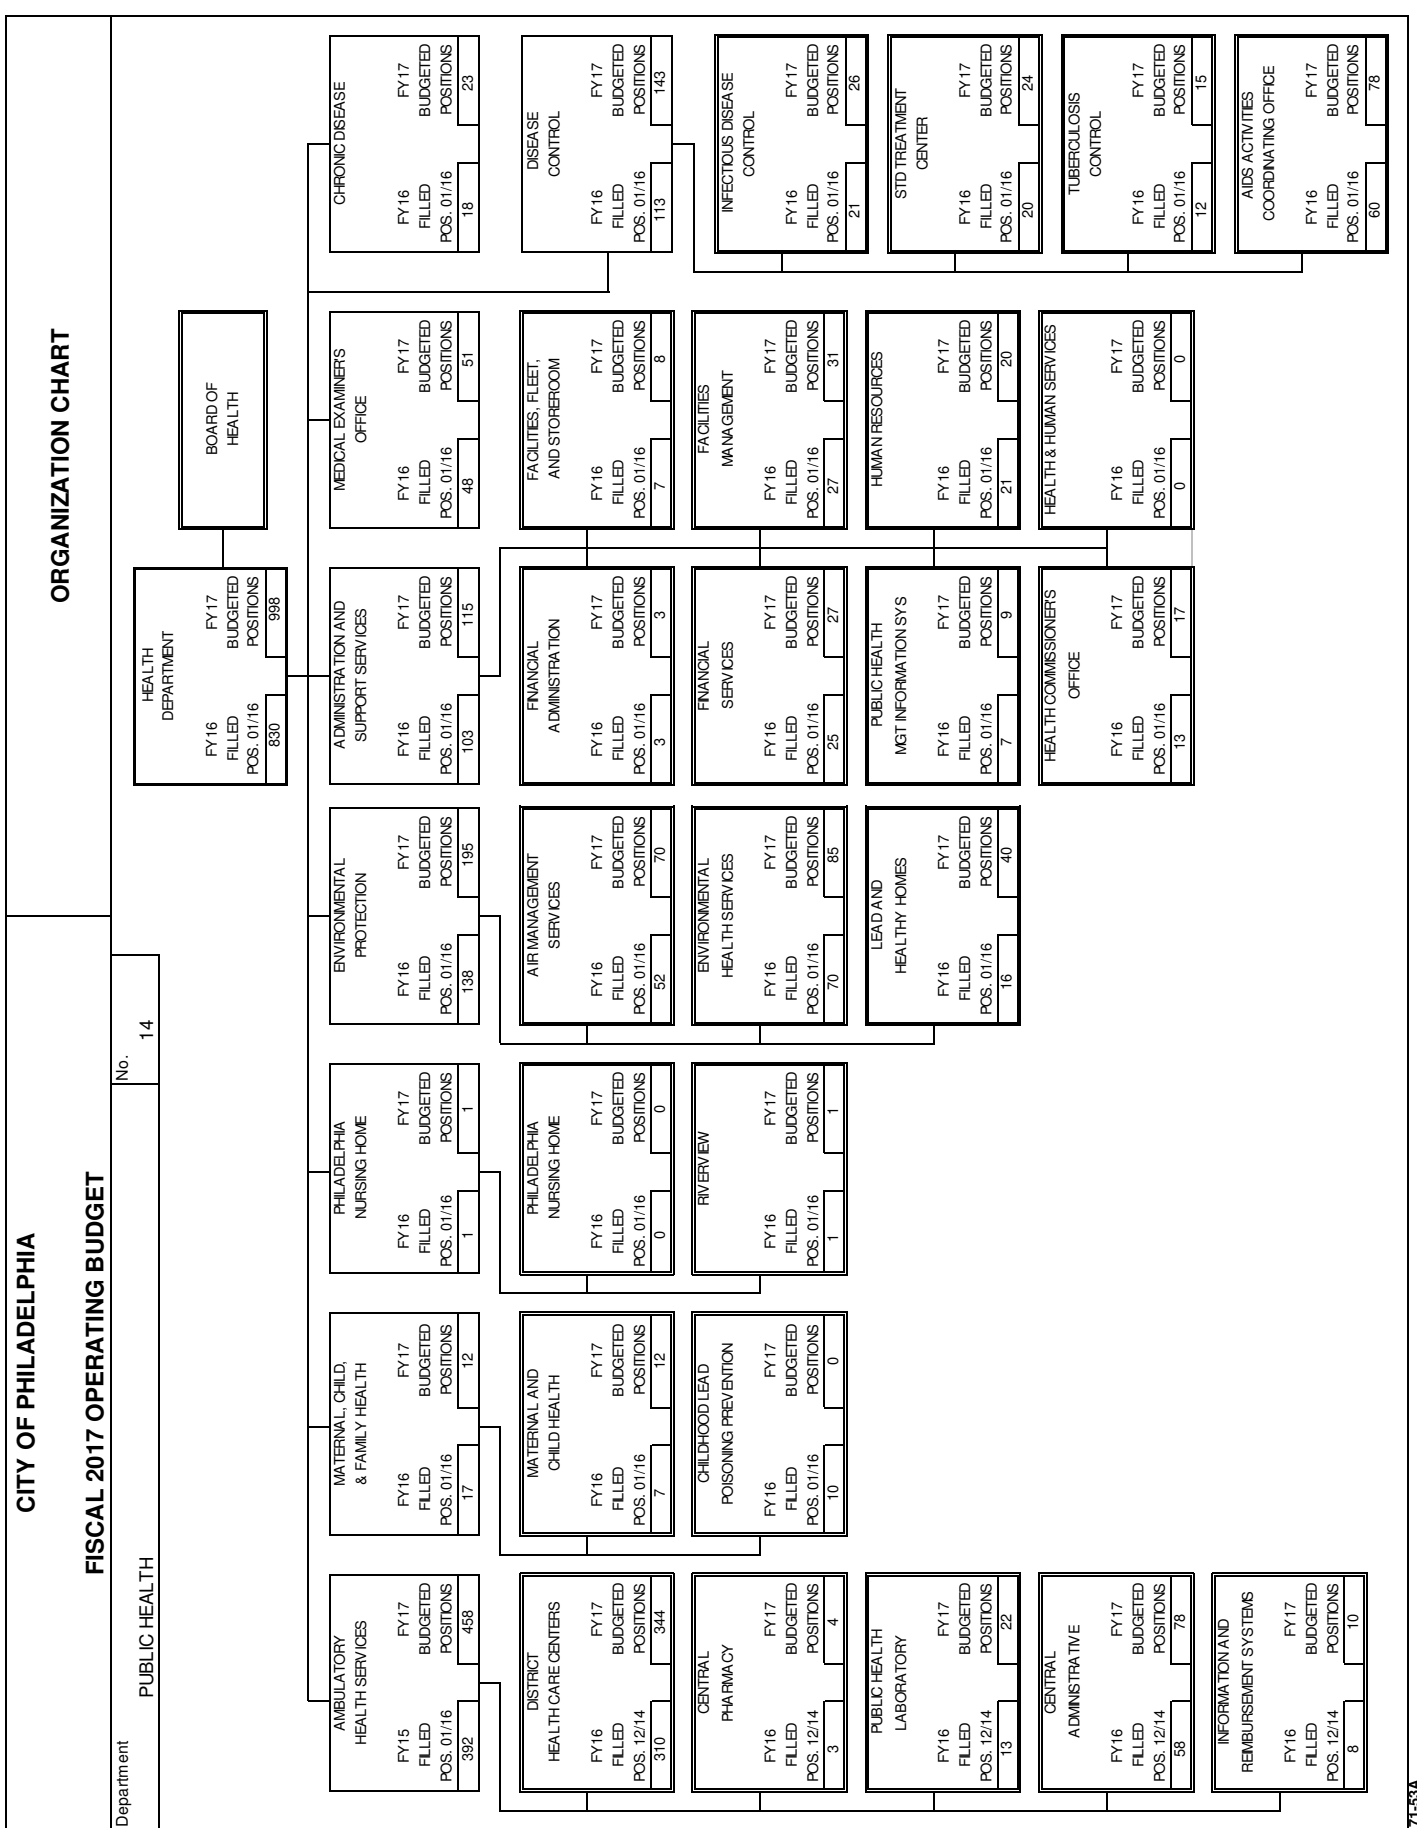 CITY OF PHILADELPHIA
ORGANIZATION CHART
FISCAL 2017 OPERATING BUDGET
Department
No.
PUBLIC HEALTH
14
HEALTH
DEPARTMENT
FY16 FY17
FILLED BUDGETED
POS. 01/16 POSITIONS
830 998
BOARD OF
HEALTH
AMBULATORY
HEALTH SERVICES
FY15 FY17
FILLED BUDGETED
POS. 01/16 POSITIONS
392 458
MATERNAL, CHILD,
& FAMILY HEALTH
FY16 FY17
FILLED BUDGETED
POS. 01/16 POSITIONS
17 12
PHILADELPHIA
NURSING HOME
FY16 FY17
FILLED BUDGETED
POS. 01/16 POSITIONS
1 1
ENVIRONMENTAL
PROTECTION
FY16 FY17
FILLED BUDGETED
POS. 01/16 POSITIONS
138 195
ADMINISTRATION AND
SUPPORT SERVICES
FY16 FY17
FILLED BUDGETED
POS. 01/16 POSITIONS
103 115
MEDICAL EXAMINER'S
OFFICE
FY16 FY17
FILLED BUDGETED
POS. 01/16 POSITIONS
48 51
CHRONIC DISEASE
FY16 FY17
FILLED BUDGETED
POS. 01/16 POSITIONS
18 23
DISTRICT
HEALTH CARE CENTERS
FY16 FY17
FILLED BUDGETED
POS. 12/14 POSITIONS
310 344
MATERNAL AND
CHILD HEALTH
FY16 FY17
FILLED BUDGETED
POS. 01/16 POSITIONS
7 12
PHILADELPHIA
NURSING HOME
FY16 FY17
FILLED BUDGETED
POS. 01/16 POSITIONS
0 0
AIR MANAGEMENT
SERVICES
FY16 FY17
FILLED BUDGETED
POS. 01/16 POSITIONS
52 70
FINANCIAL
ADMINISTRATION
FY16 FY17
FILLED BUDGETED
POS. 01/16 POSITIONS
3 3
FACILITIES, FLEET,
AND STOREROOM
FY16 FY17
FILLED BUDGETED
POS. 01/16 POSITIONS
7 8
DISEASE
CONTROL
FY16 FY17
FILLED BUDGETED
POS. 01/16 POSITIONS
113 143
CENTRAL
PHARMACY
FY16 FY17
FILLED BUDGETED
POS. 12/14 POSITIONS
3 4
CHILDHOOD LEAD
POISONING PREVENTION
FY16 FY17
FILLED BUDGETED
POS. 01/16 POSITIONS
10 0
RIVERVIEW
FY16 FY17
FILLED BUDGETED
POS. 01/16 POSITIONS
1 1
ENVIRONMENTAL
HEALTH SERVICES
FY16 FY17
FILLED BUDGETED
POS. 01/16 POSITIONS
70 85
FINANCIAL
SERVICES
FY16 FY17
FILLED BUDGETED
POS. 01/16 POSITIONS
25 27
FACILITIES
MANAGEMENT
FY16 FY17
FILLED BUDGETED
POS. 01/16 POSITIONS
27 31
INFECTIOUS DISEASE
CONTROL
FY16 FY17
FILLED BUDGETED
POS. 01/16 POSITIONS
21 26
PUBLIC HEALTH
LABORATORY
FY16 FY17
FILLED BUDGETED
POS. 12/14 POSITIONS
13 22
LEAD AND
HEALTHY HOMES
FY16 FY17
FILLED BUDGETED
POS. 01/16 POSITIONS
16 40
PUBLIC HEALTH
MGT INFORMATION SYS
FY16 FY17
FILLED BUDGETED
POS. 01/16 POSITIONS
7 9
HUMAN RESOURCES
FY16 FY17
FILLED BUDGETED
POS. 01/16 POSITIONS
21 20
STD TREATMENT
CENTER
FY16 FY17
FILLED BUDGETED
POS. 01/16 POSITIONS
20 24
CENTRAL
ADMINISTRATIVE
FY16 FY17
FILLED BUDGETED
POS. 12/14 POSITIONS
58 78
HEALTH COMMISSIONER'S
OFFICE
FY16 FY17
FILLED BUDGETED
POS. 01/16 POSITIONS
13 17
HEALTH & HUMAN SERVICES
FY16 FY17
FILLED BUDGETED
POS. 01/16 POSITIONS
0 0
TUBERCULOSIS
CONTROL
FY16 FY17
FILLED BUDGETED
POS. 01/16 POSITIONS
12 15
INFORMATION AND
REIMBURSEMENT SYSTEMS
FY16 FY17
FILLED BUDGETED
POS. 12/14 POSITIONS
8 10
AIDS ACTIVITIES
COORDINATING OFFICE
FY16 FY17
FILLED BUDGETED
POS. 01/16 POSITIONS
60 78
71-53A